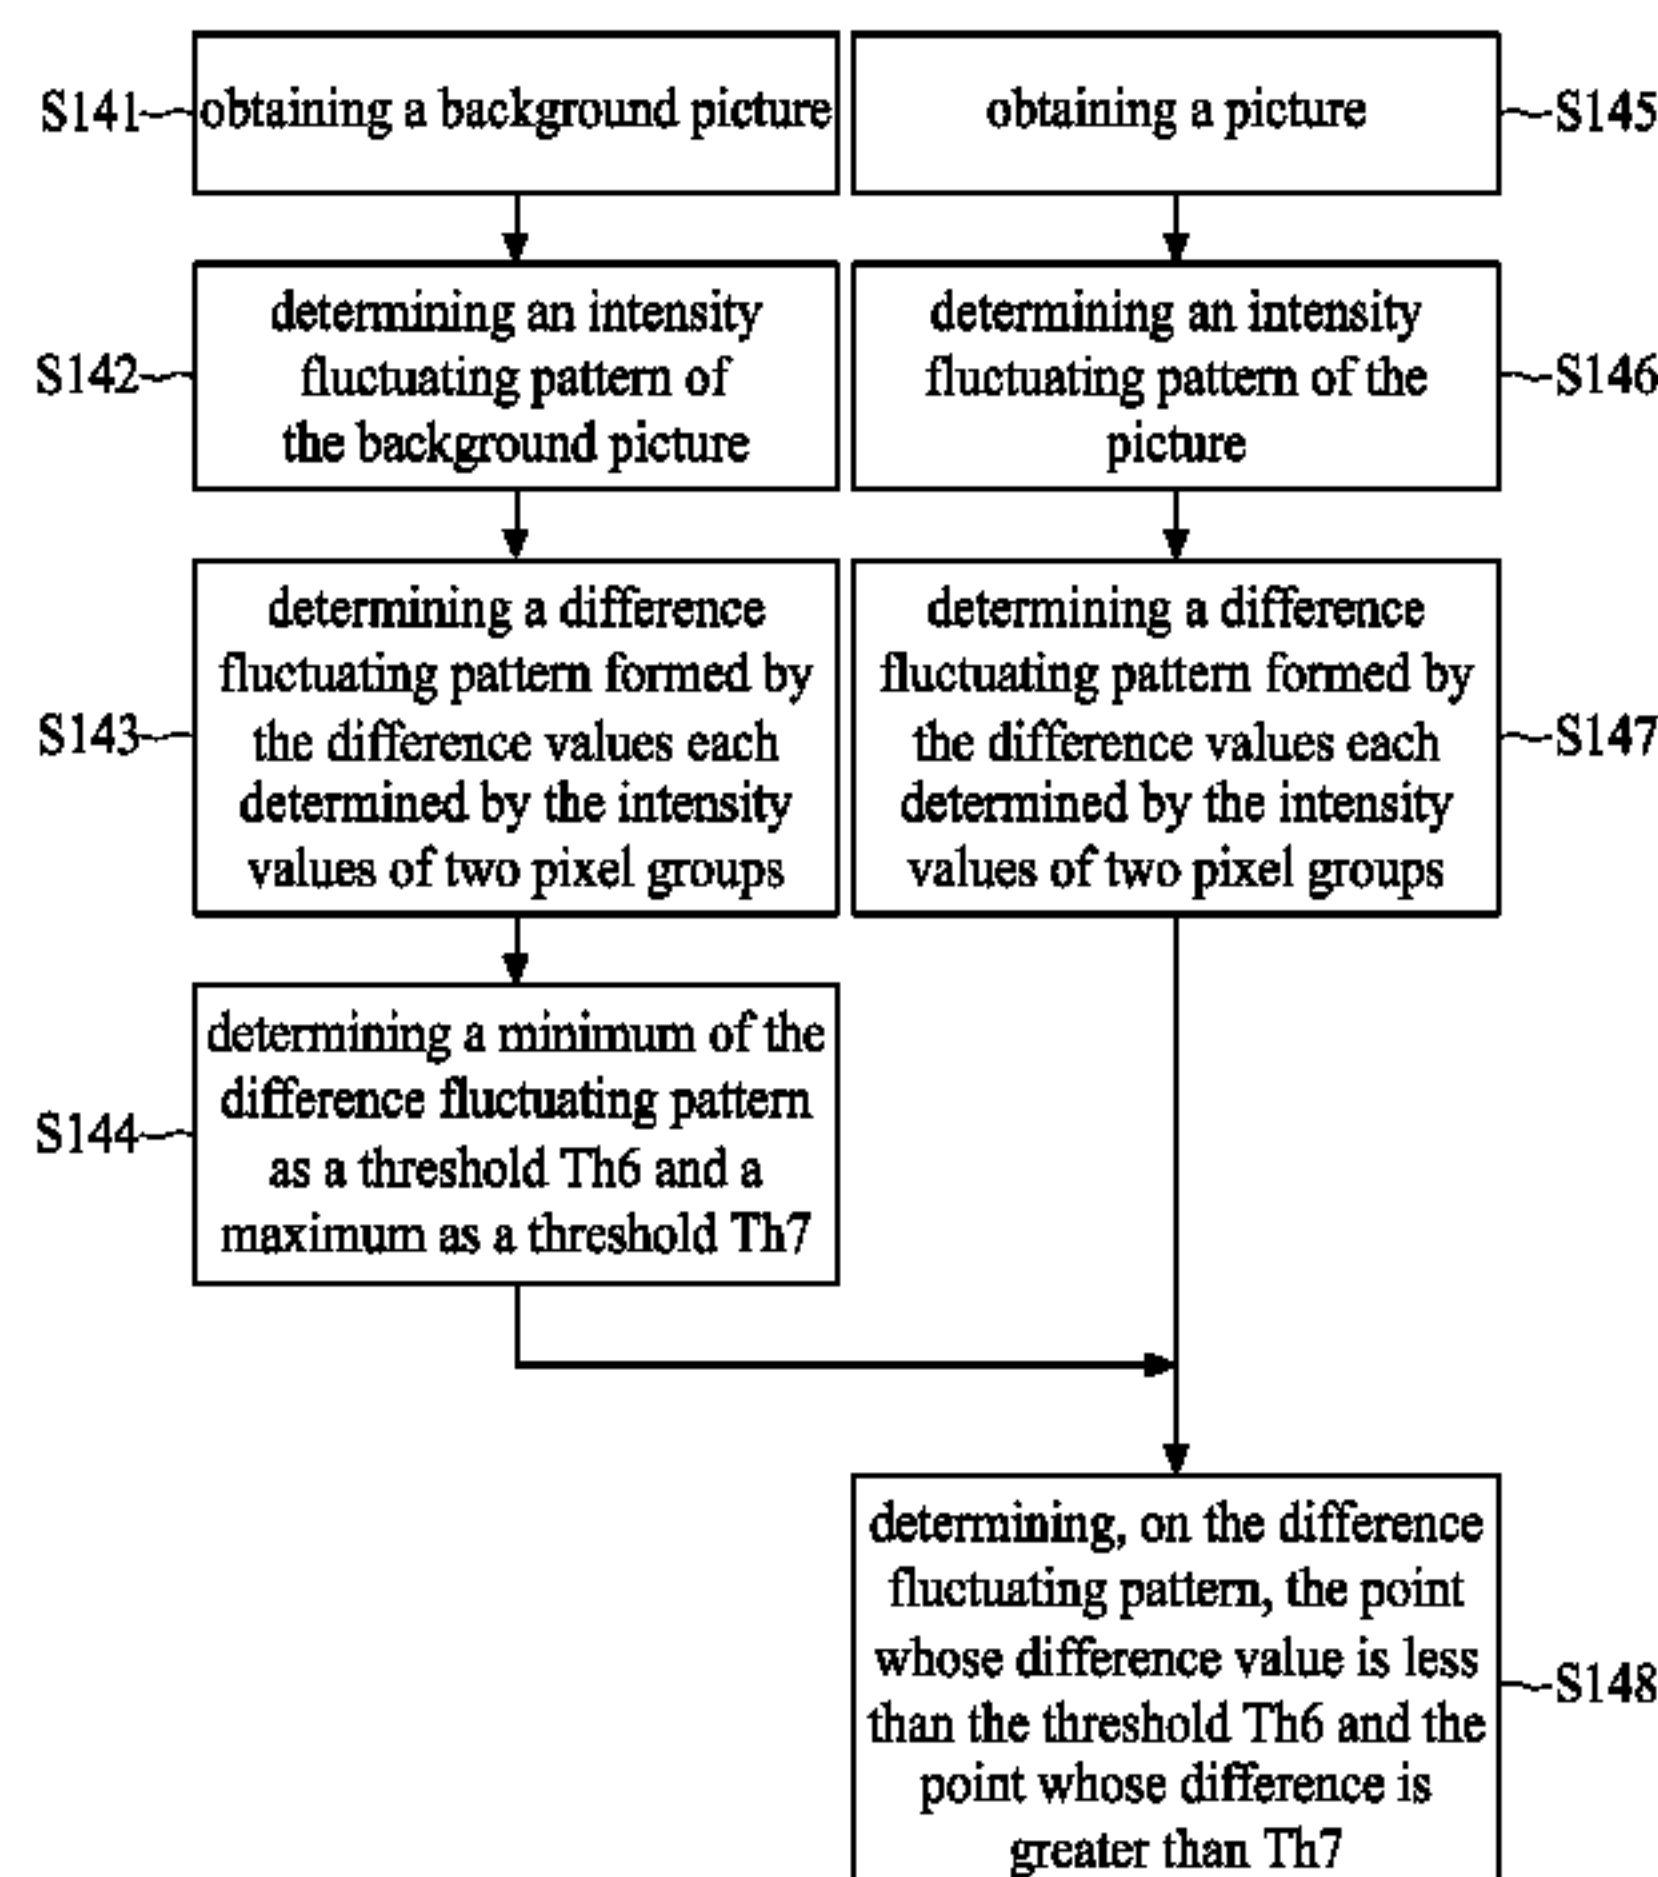 S141
obtaining a background picture
S142
determining an intensity
fluctuating pattern of
the background picture
S143
determining a difference
fluctuating pattern formed by
the difference values each
determined by the intensity
values of two pixel groups
S144
determining a minimum of the
difference fluctuating pattern
as a threshold Th6 and a
maximum as a threshold Th7
obtaining a picture
S145
determining an intensity
fluctuating pattern of the
picture
S146
determining a difference
fluctuating pattern formed by
the difference values each
determined by the intensity
values of two pixel groups
S147
determining, on the difference
fluctuating pattern, the point
whose difference value is less
than the threshold Th6 and the
point whose difference is
greater than Th7
S148